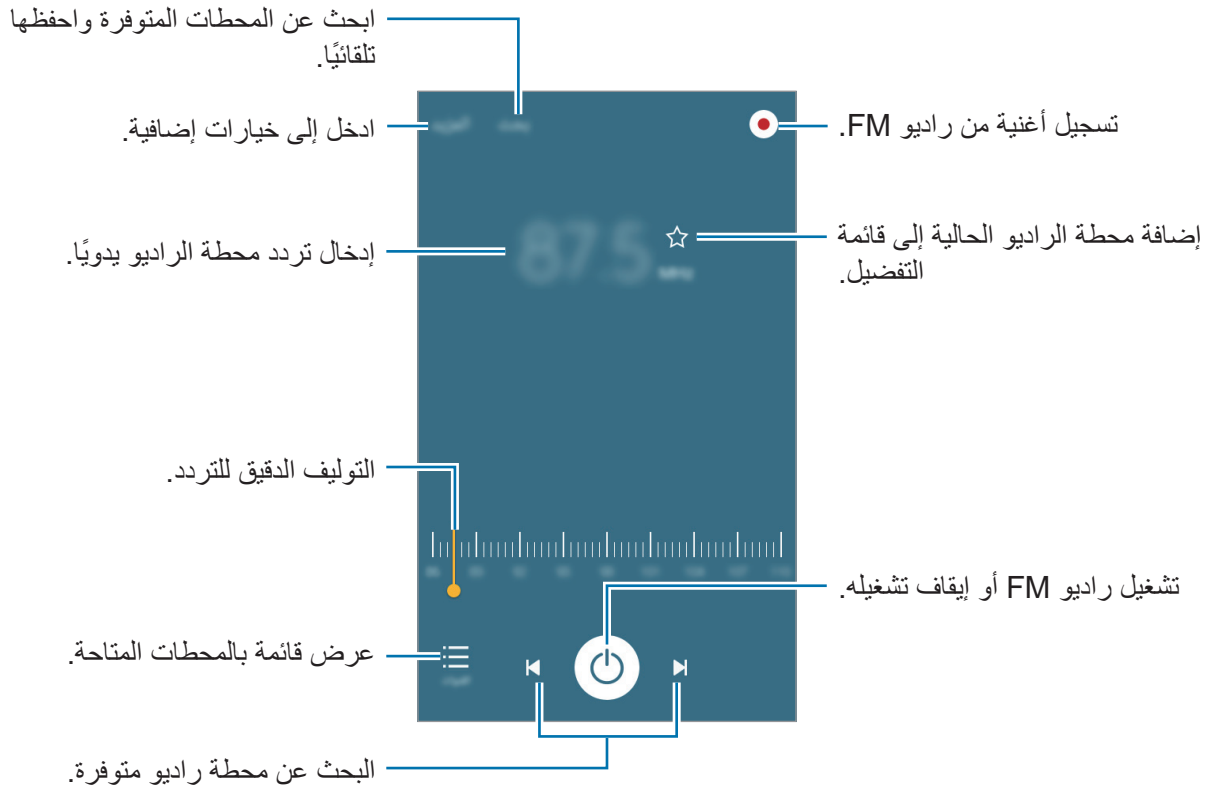 ابحث عن المحطات المتوفرة واحفظها
تلقائيًا.
ادخل إلى خيارات إضافية.
تسجيل أغنية من راديو FM.
إدخال تردد محطة الراديو يدويًا.
إضافة محطة الراديو الحالية إلى قائمة
التفضيل.
87.5
MHz
التوليف الدقيق للتردد.
تشغيل راديو FM أو إيقاف تشغيله.
عرض قائمة بالمحطات المتاحة.
البحث عن محطة راديو متوفرة.